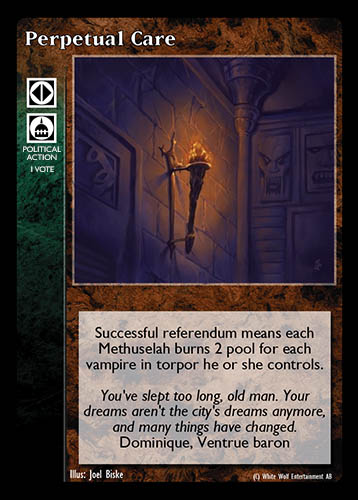 Perpetual Care
POLITICAL
ACTION
1 VOTE
Successful referendum means each
Methuselah burns 2 pool for each
vampire in torpor he or she controls.
You've slept too long, old man. Your
dreams aren't the city's dreams anymore,
and many things have changed.
Dominique, Ventrue baron
Illus: Joel Biske
(C) White Wolf Entertainment AB